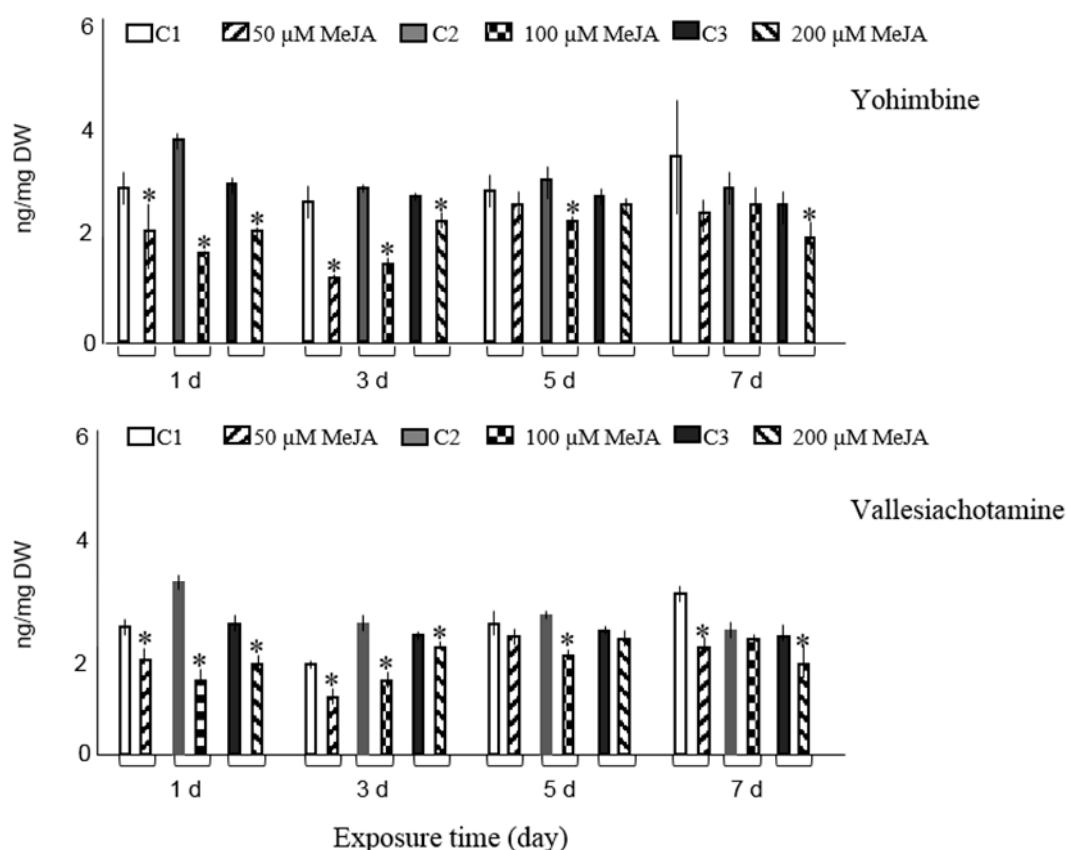 6
C1 50 µM MeJA C2 100 µM MeJA C3 200 µM MeJA
Yohimbine
ng/mg DW
4
* * * * * * * * *
2
0
1 d 3 d 5 d 7 d
6
C1 50 µM MeJA C2 100 µM MeJA C3 200 µM MeJA
Vallesiachotamine
ng/mg DW
4
* * * * * * * * *
2
0
1 d 3 d 5 d 7 d
Exposure time (day)